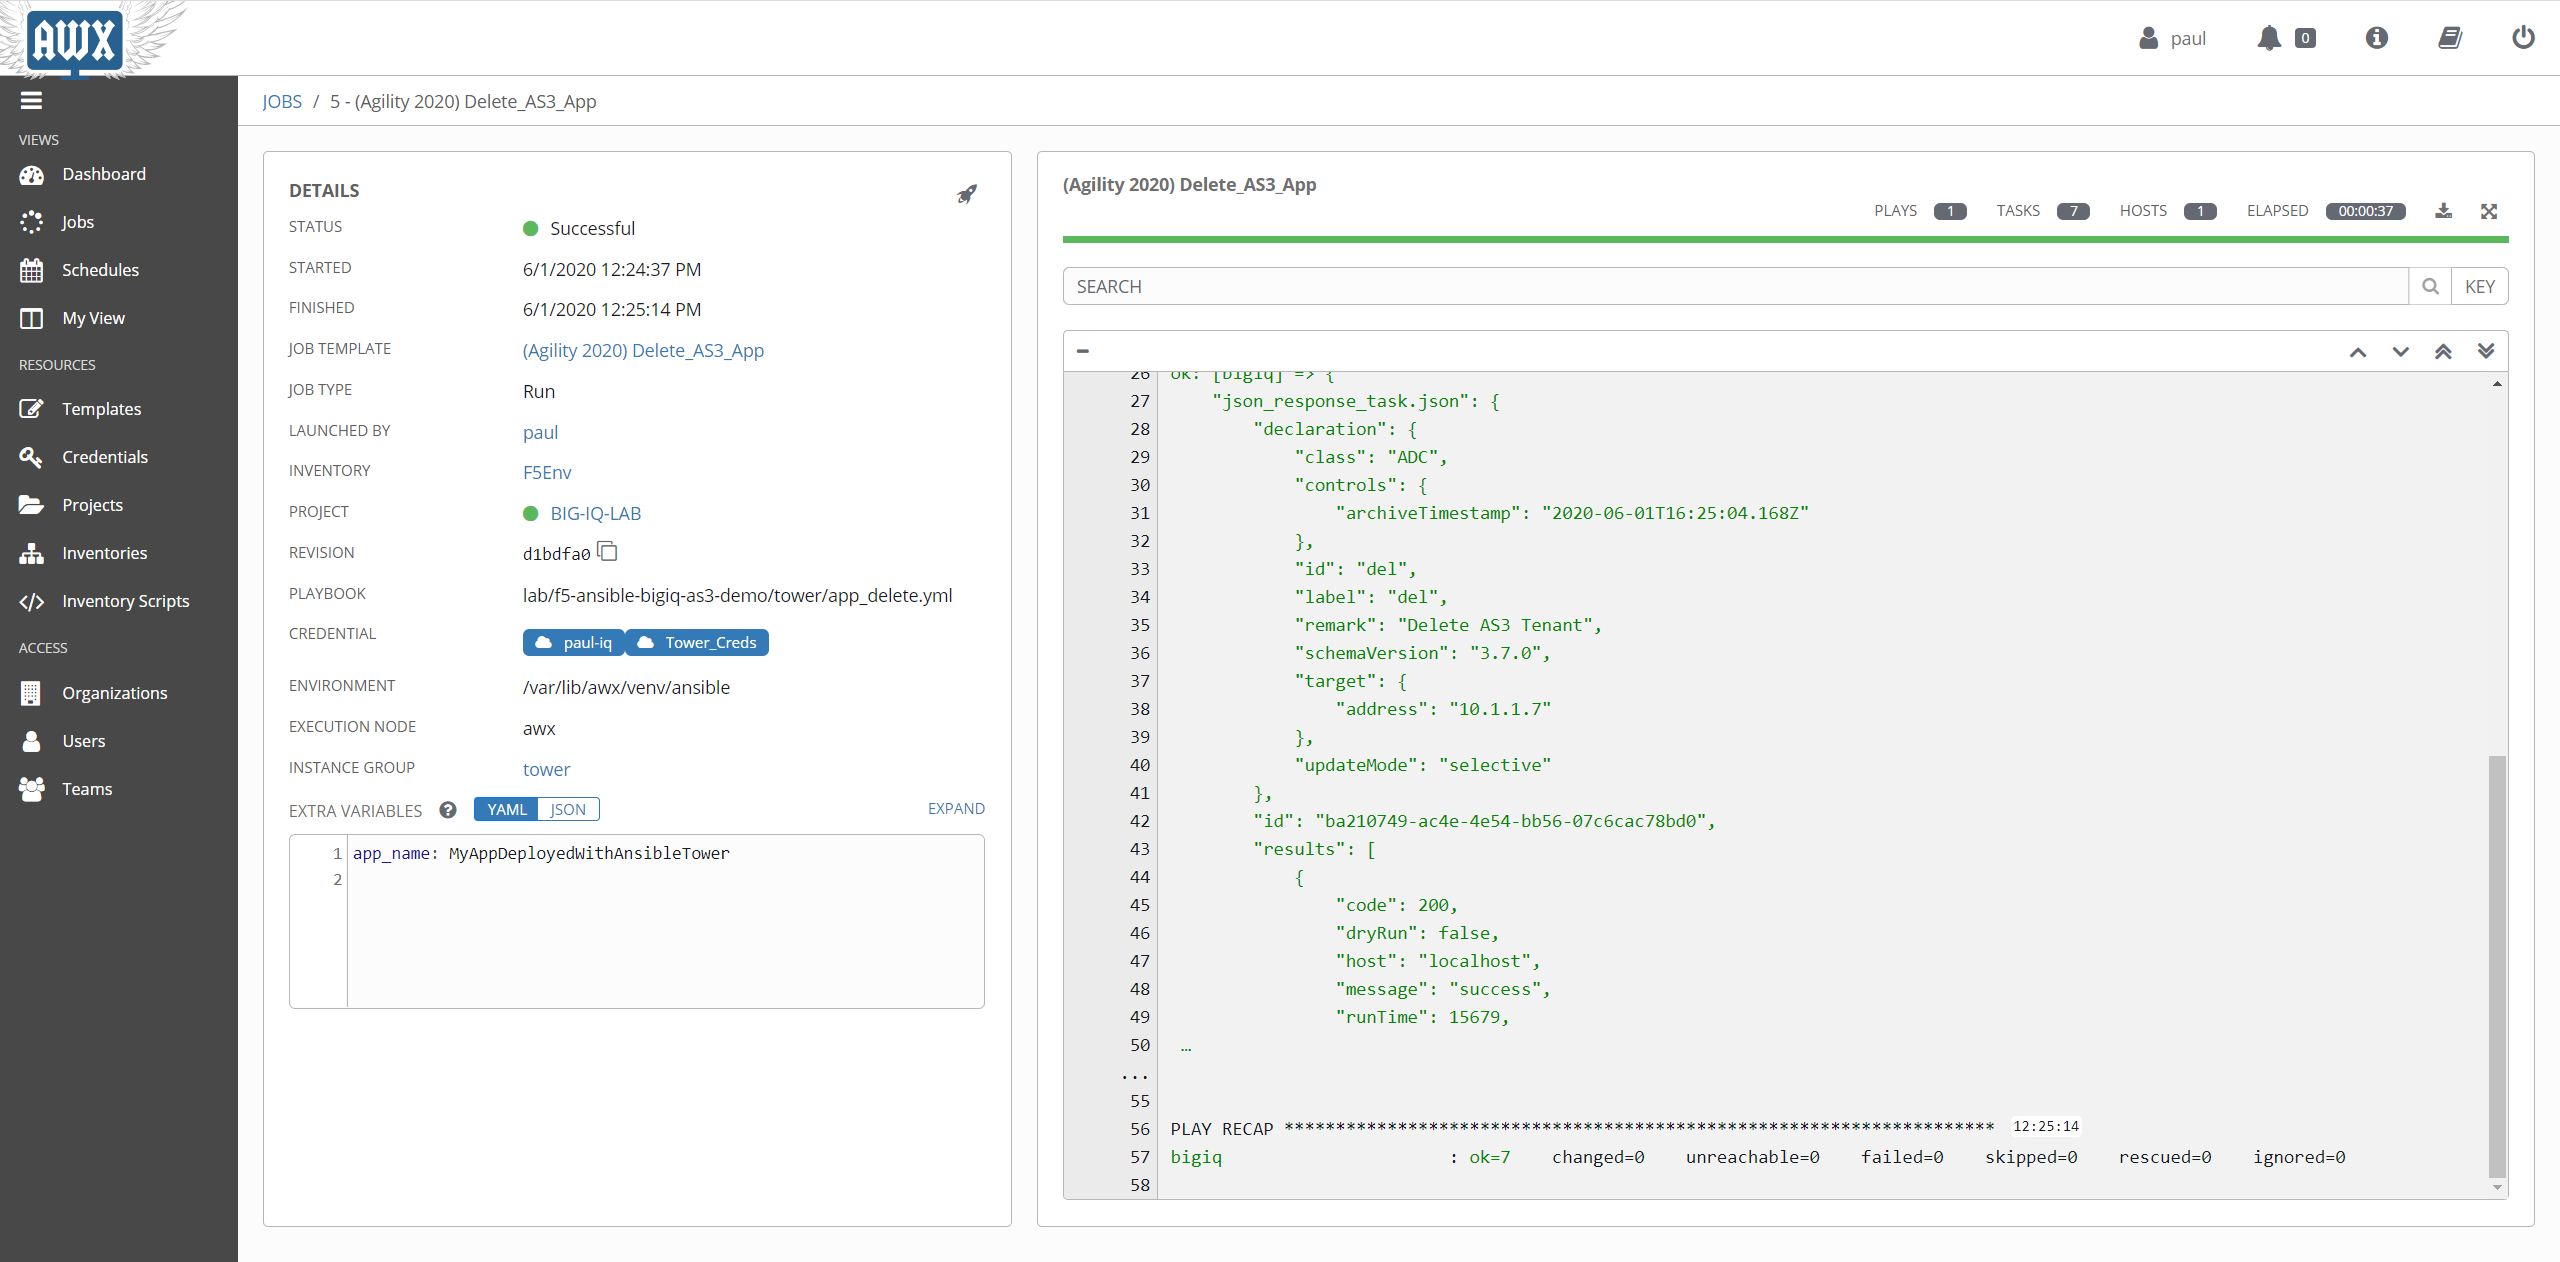 AWX
paul
0
JOBS / 5 - (Agility 2020) Delete_AS3_App
VIEWS
Dashboard
Jobs
Schedules
My View
RESOURCES
Templates
Credentials
Projects
Inventories
Inventory Scripts
ACCESS
Organizations
Users
Teams
DETAILS
STATUS Successful
STARTED 6/1/2020 12:24:37 PM
FINISHED 6/1/2020 12:25:14 PM
JOB TEMPLATE (Agility 2020) Delete_AS3_App
JOB TYPE Run
LAUNCHED BY paul
INVENTORY F5Env
PROJECT BIG-IQ-LAB
REVISION d1bdfa0
PLAYBOOK lab/f5-ansible-bigiq-as3-demo/tower/app_delete.yml
CREDENTIAL paul-iq Tower_Creds
ENVIRONMENT /var/lib/awx/venv/ansible
EXECUTION NODE awx
INSTANCE GROUP tower
EXTRA VARIABLES ? YAML JSON EXPAND
1 app_name: MyAppDeployedWithAnsibleTower
2
(Agility 2020) Delete_AS3_App
PLAYS 1 TASKS 7 HOSTS 1 ELAPSED 00:00:37
SEARCH KEY
26 ok: [bigiq] => {
27 "json_response_task.json": {
28 "declaration": {
29 "class": "ADC",
30 "controls": {
31 "archiveTimestamp": "2020-06-01T16:25:04.168Z"
32 },
33 "id": "del",
34 "label": "del",
35 "remark": "Delete AS3 Tenant",
36 "schemaVersion": "3.7.0",
37 "target": {
38 "address": "10.1.1.7"
39 },
40 "updateMode": "selective"
41 },
42 "id": "ba210749-ac4e-4e54-bb56-07c6cac78bd0",
43 "results": [
44 {
45 "code": 200,
46 "dryRun": false,
47 "host": "localhost",
48 "message": "success",
49 "runTime": 15679,
50 …
...
55
56 PLAY RECAP ********************************************************************* 12:25:14
57 bigiq : ok=7 changed=0 unreachable=0 failed=0 skipped=0 rescued=0 ignored=0
58